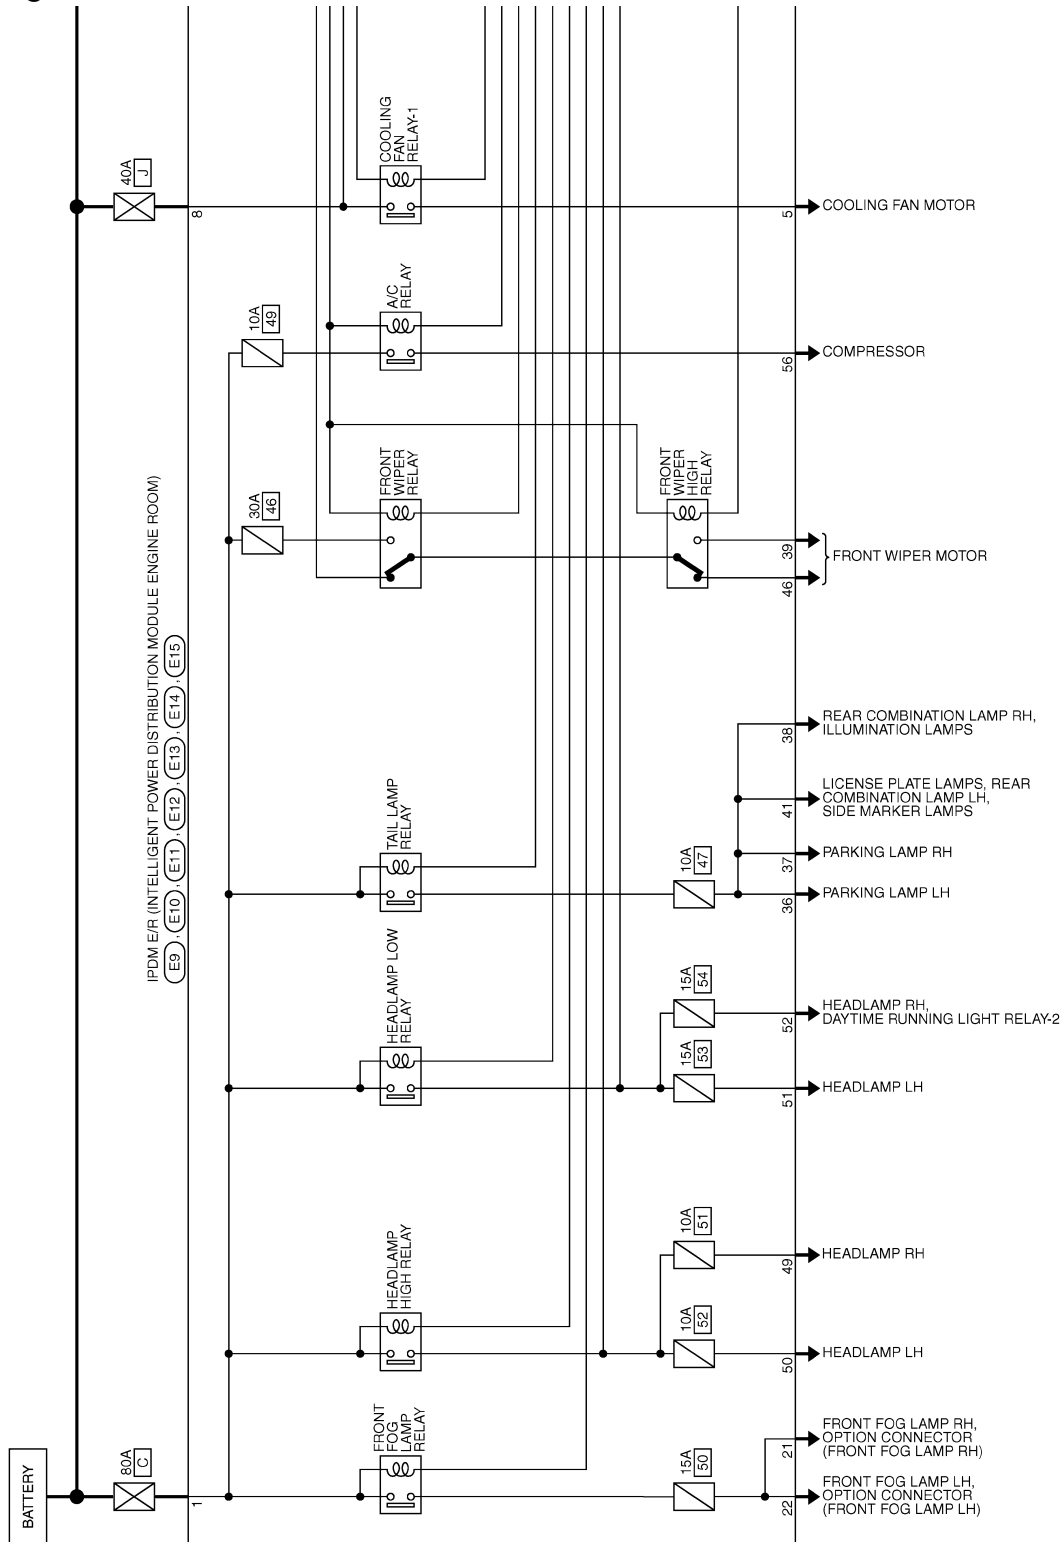 40A
J
8
COOLING
FAN
RELAY-1
5
COOLING FAN MOTOR
10A
49
A/C
RELAY
56
COMPRESSOR
30A
46
FRONT
WIPER
RELAY
FRONT
WIPER
HIGH
RELAY
39
46
FRONT WIPER MOTOR
IPDM E/R (INTELLIGENT POWER DISTRIBUTION MODULE ENGINE ROOM)
E9 , E10 , E11 , E12 , E13 , E14 , E15
38
REAR COMBINATION LAMP RH,
ILLUMINATION LAMPS
41
LICENSE PLATE LAMPS, REAR
COMBINATION LAMP LH,
SIDE MARKER LAMPS
TAIL LAMP
RELAY
10A
47
37
PARKING LAMP RH
36
PARKING LAMP LH
HEADLAMP LOW
RELAY
15A
54
52
HEADLAMP RH,
DAYTIME RUNNING LIGHT RELAY-2
15A
53
51
HEADLAMP LH
HEADLAMP
HIGH RELAY
10A
51
49
HEADLAMP RH
10A
52
50
HEADLAMP LH
BATTERY
80A
C
1
FRONT
FOG
LAMP
RELAY
15A
50
21
FRONT FOG LAMP RH,
OPTION CONNECTOR
(FRONT FOG LAMP RH)
22
FRONT FOG LAMP LH,
OPTION CONNECTOR
(FRONT FOG LAMP LH)